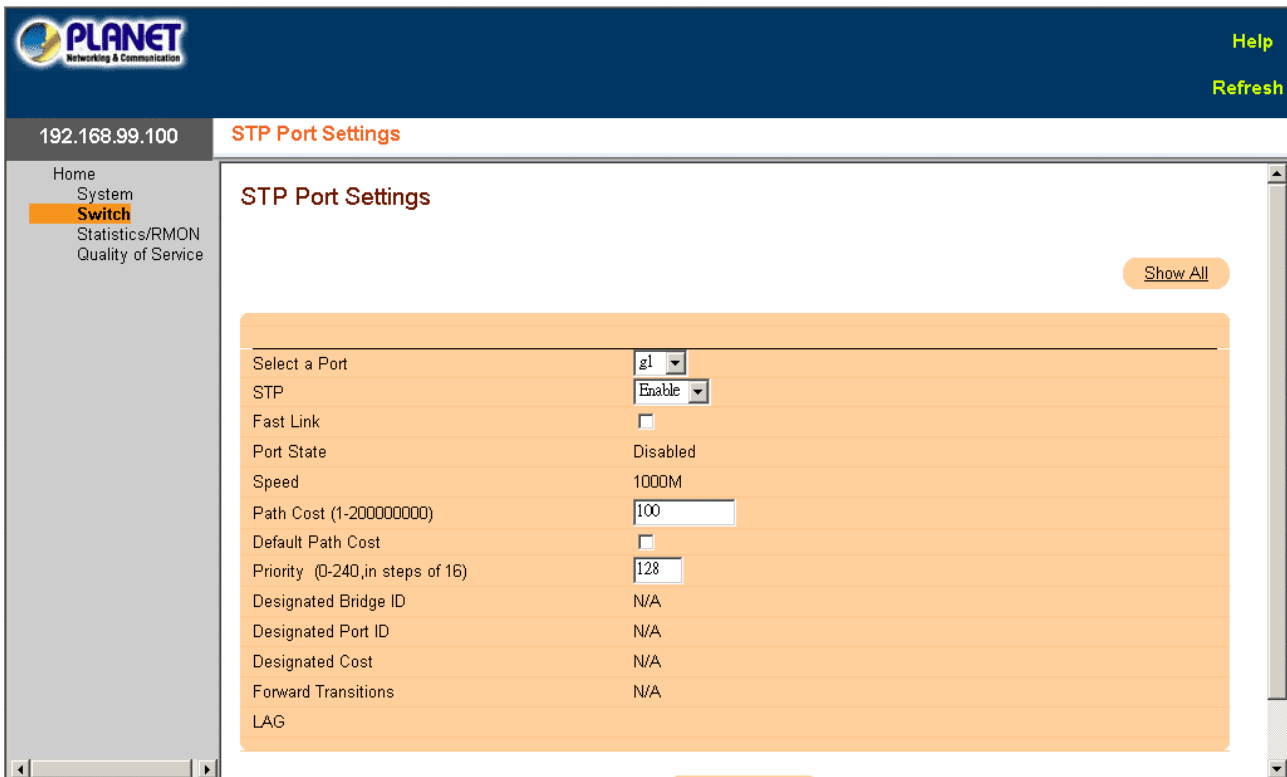 PLANET
Networking & Communication
Help
Refresh
192.168.99.100
STP Port Settings
Home
System
Switch
Statistics/RMON
Quality of Service
STP Port Settings
Show All
Select a Port g1
STP Enable
Fast Link
Port State Disabled
Speed 1000M
Path Cost (1-200000000) 100
Default Path Cost
Priority (0-240,in steps of 16) 128
Designated Bridge ID N/A
Designated Port ID N/A
Designated Cost N/A
Forward Transitions N/A
LAG